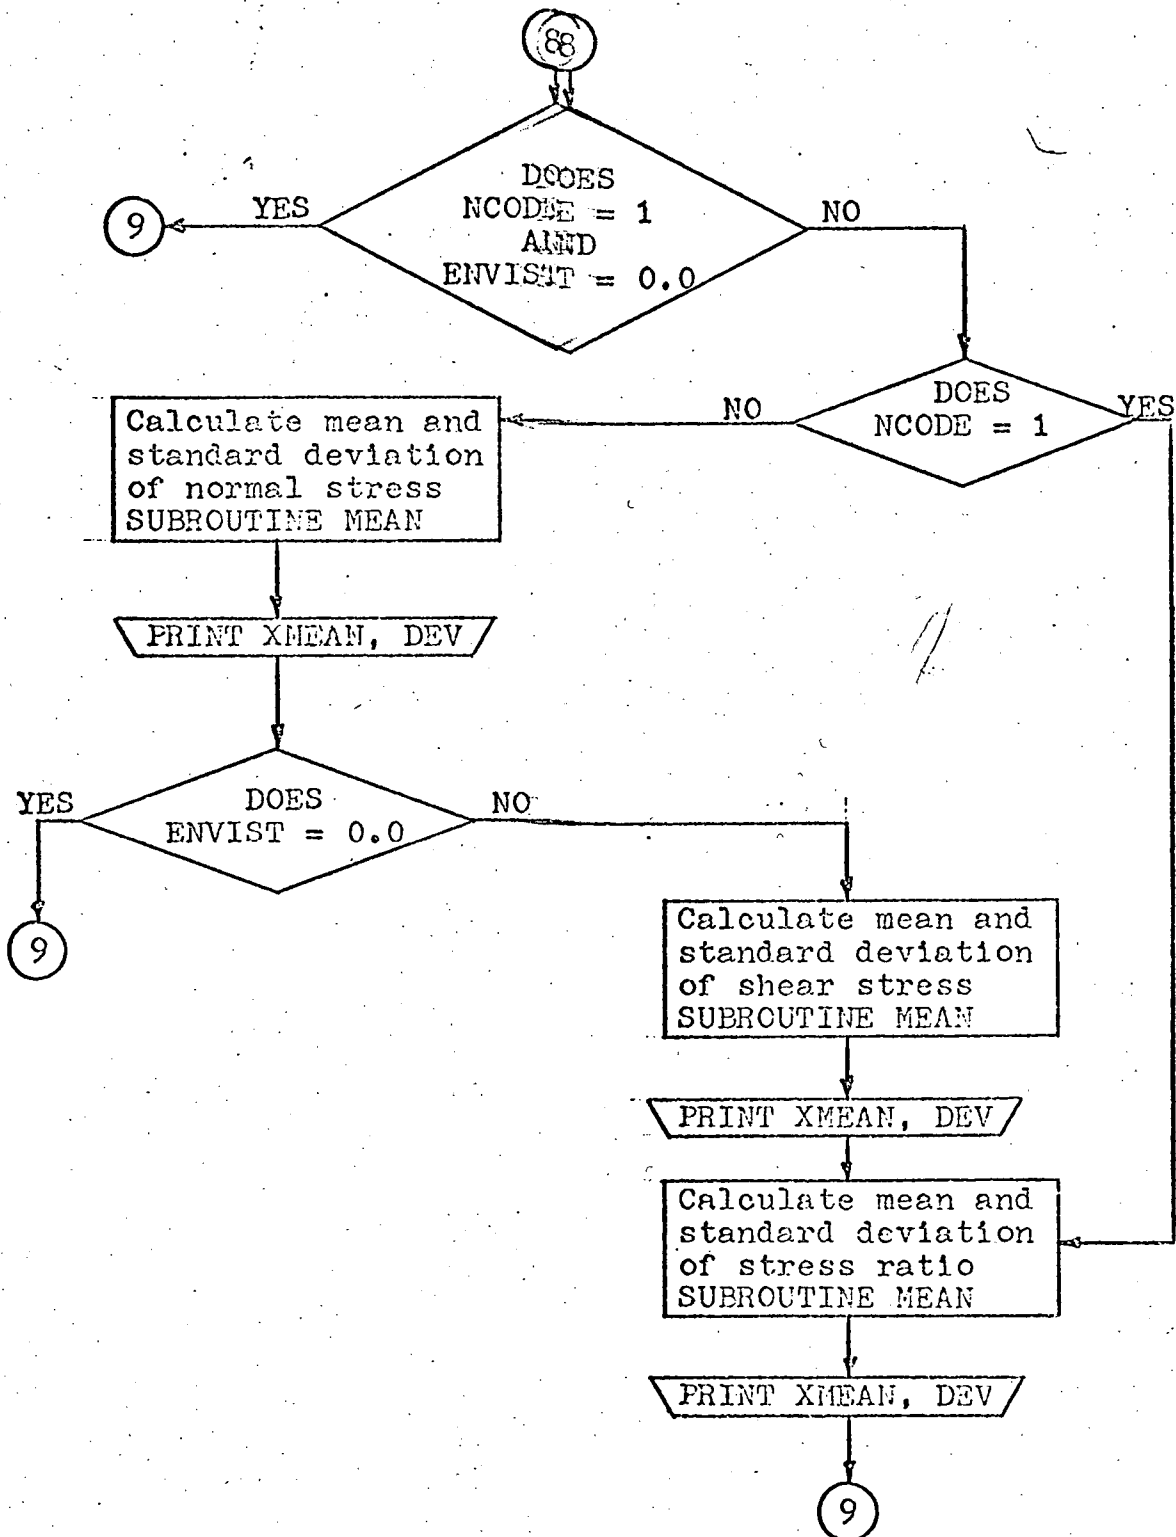 8
DOES
NCODE = 1
AND
ENVIST = 0.0
YES
NO
9
DOES
NCODE = 1
NO
YES
Calculate mean and
standard deviation
of normal stress
SUBROUTINE MEAN
PRINT XMEAN, DEV
DOES
ENVIST = 0.0
YES
NO
9
Calculate mean and
standard deviation
of shear stress
SUBROUTINE MEAN
PRINT XMEAN, DEV
Calculate mean and
standard deviation
of stress ratio
SUBROUTINE MEAN
PRINT XMEAN, DEV
9